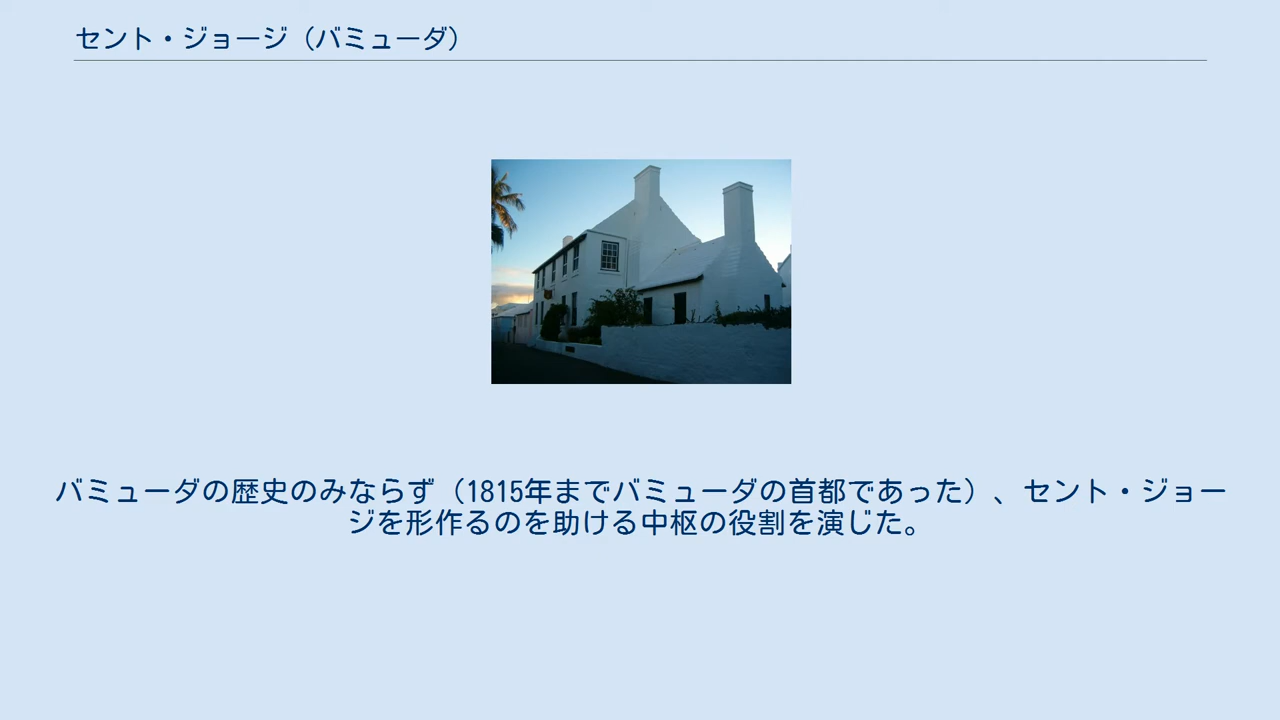 セント・ジョージ（バミューダ）
バミューダの歴史のみならず（1815年までバミューダの首都であった）、セント・ジョー
ジを形作るのを助ける中枢の役割を演じた。